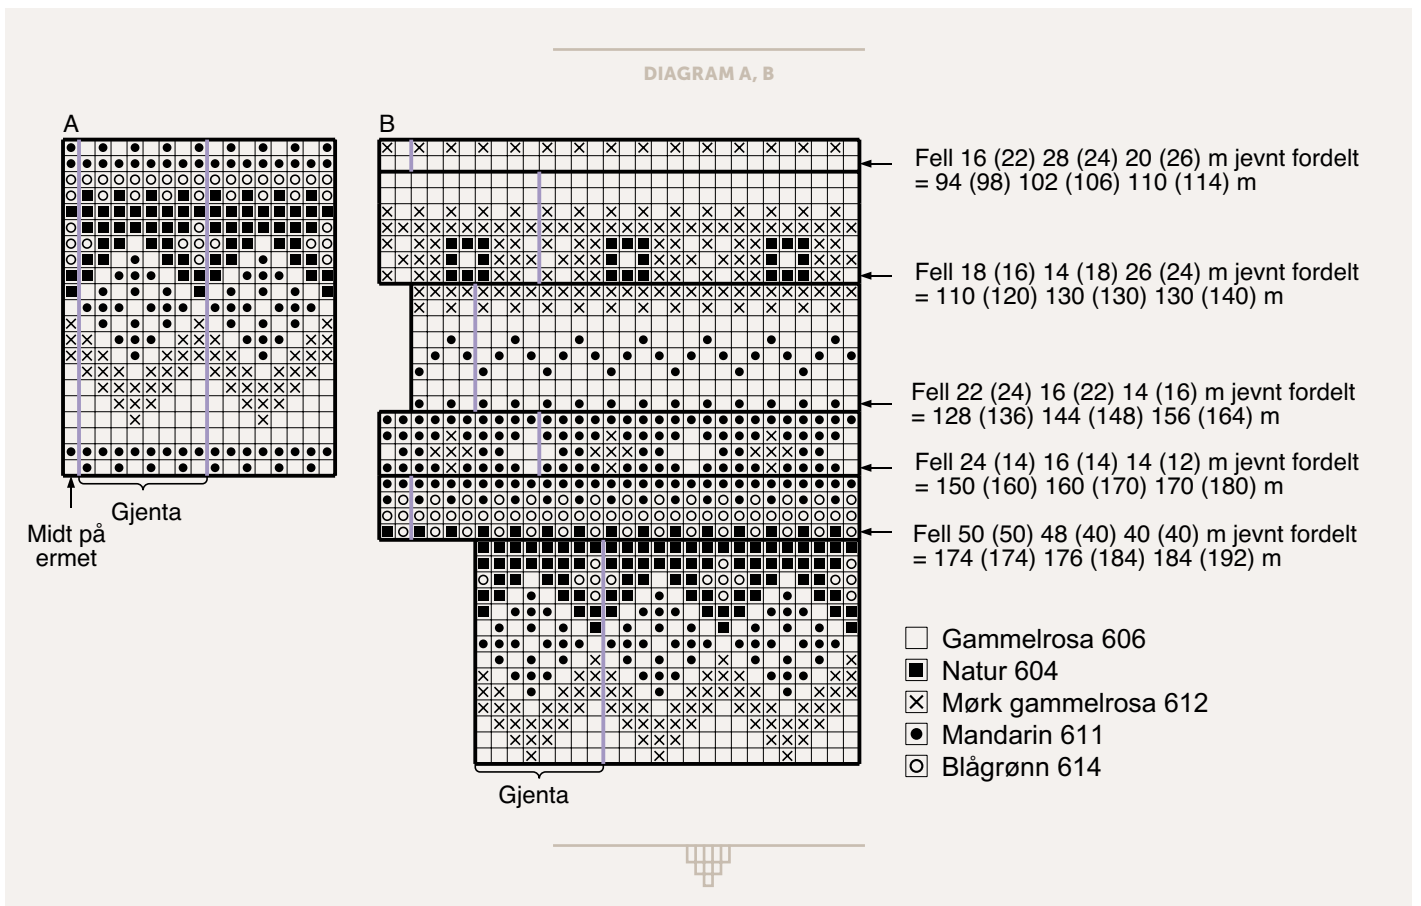 DIAGRAM A, B
A
B
Fell 16 (22) 28 (24) 20 (26) m jevnt fordelt
= 94 (98) 102 (106) 110 (114) m
Fell 18 (16) 14 (18) 26 (24) m jevnt fordelt
= 110 (120) 130 (130) 130 (140) m
Fell 22 (24) 16 (22) 14 (16) m jevnt fordelt
= 128 (136) 144 (148) 156 (164) m
Fell 24 (14) 16 (14) 14 (12) m jevnt fordelt
= 150 (160) 160 (170) 170 (180) m
Fell 50 (50) 48 (40) 40 (40) m jevnt fordelt
= 174 (174) 176 (184) 184 (192) m
Gjenta
Midt på
ermet
Gjenta
Gammelrosa 606
Natur 604
Mørk gammelrosa 612
Mandarin 611
Blågrønn 614